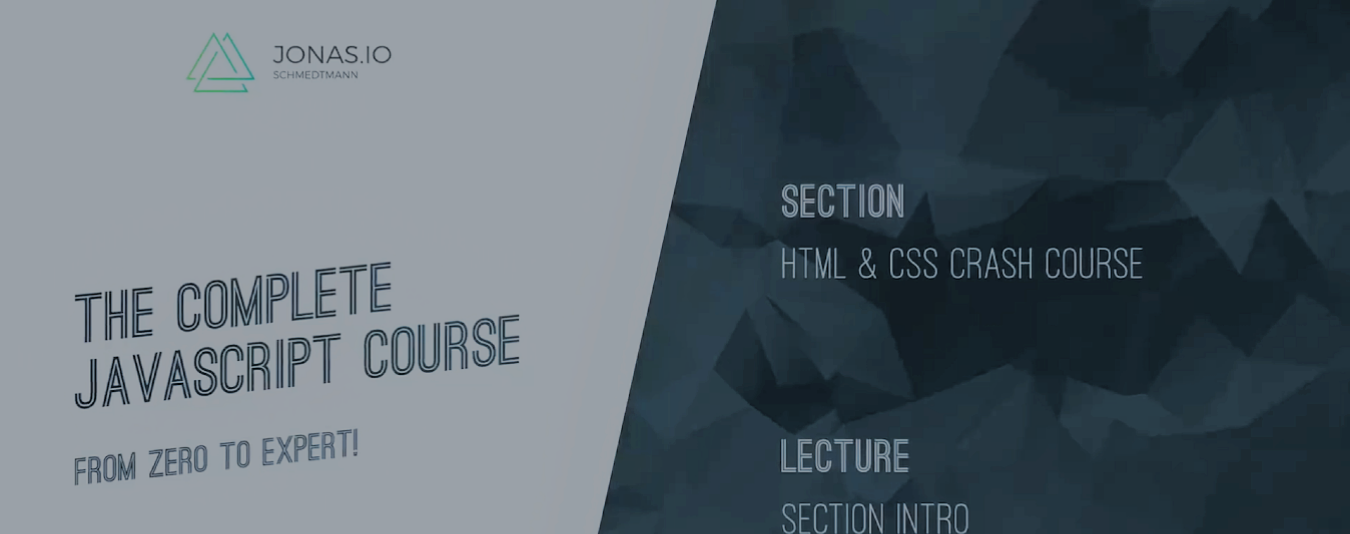 JONAS.IO
SCHMEDTMANN
THE COMPLETE
JAVASCRIPT COURSE
FROM ZERO TO EXPERT!
SECTION
HTML & CSS CRASH COURSE
LECTURE
SECTION INTRO